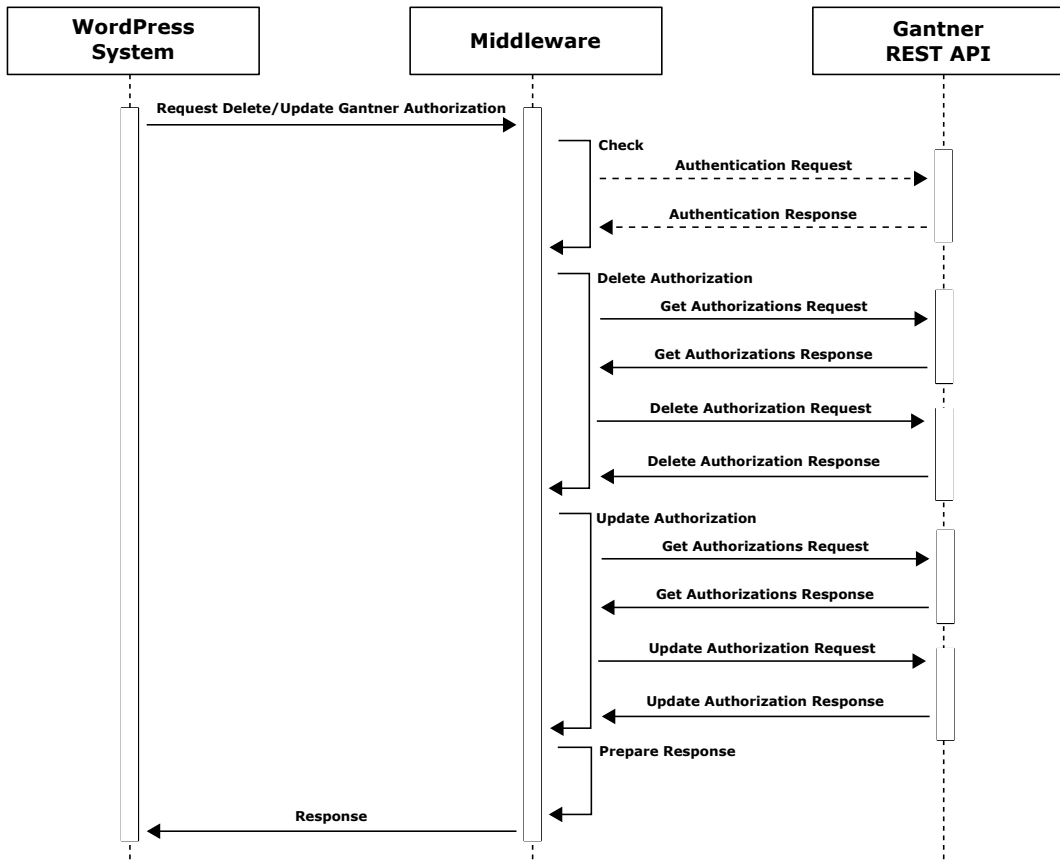 WordPress
System
Middleware
Gantner
REST API
Request Delete/Update Gantner Authorization
Check
Authentication Request
Authentication Response
Delete Authorization
Get Authorizations Request
Get Authorizations Response
Delete Authorization Request
Delete Authorization Response
Update Authorization
Get Authorizations Request
Get Authorizations Response
Update Authorization Request
Update Authorization Response
Prepare Response
Response